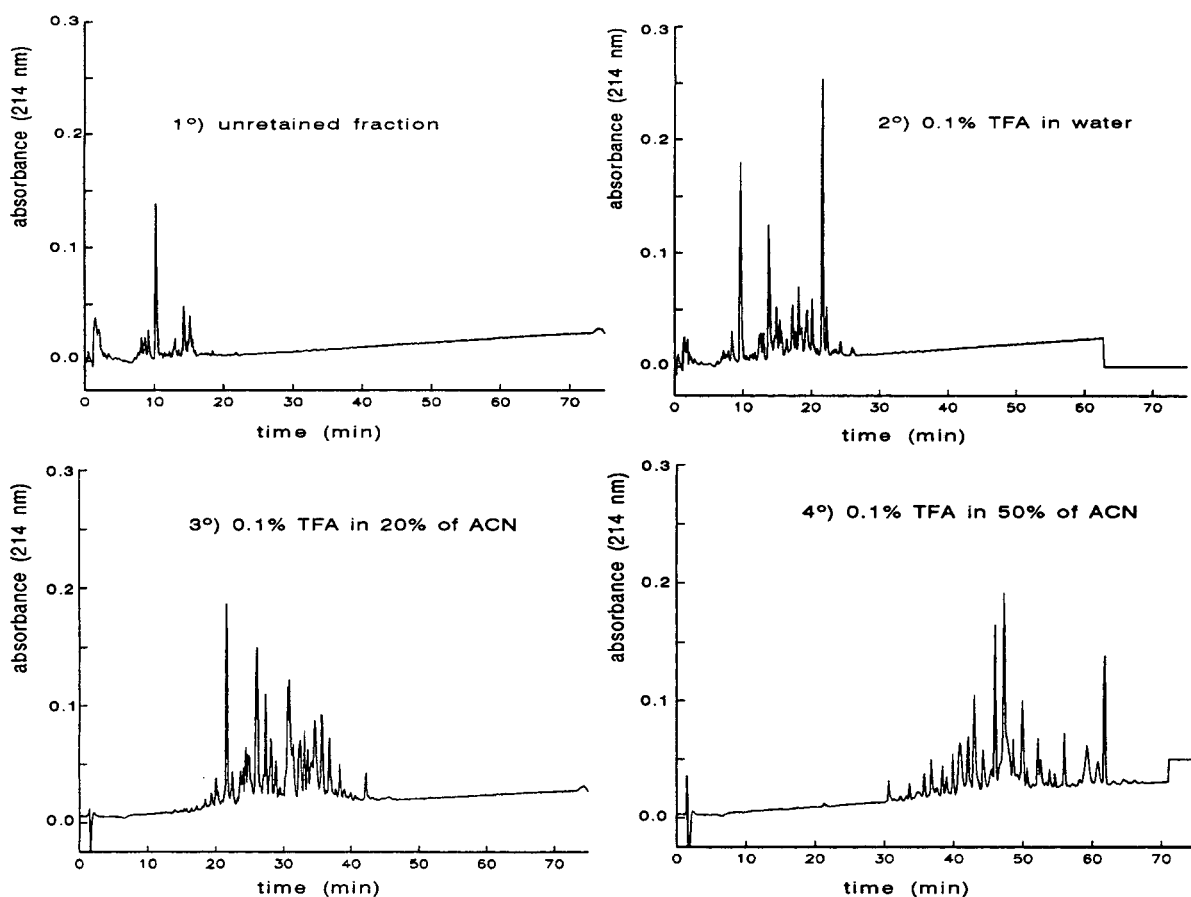 absorbance (214 nm)
0.3
0.2
0.1
0.0
1º) unretained fraction
0 10 20 30 40 50 60 70
time (min)
absorbance (214 nm)
0.3
0.2
0.1
0.0
2º) 0.1% TFA in water
0 10 20 30 40 50 60 70
time (min)
absorbance (214 nm)
0.3
0.2
0.1
0.0
3º) 0.1% TFA in 20% of ACN
0 10 20 30 40 50 60 70
time (min)
absorbance (214 nm)
0.3
0.2
0.1
0.0
4º) 0.1% TFA in 50% of ACN
0 10 20 30 40 50 60 70
time (min)